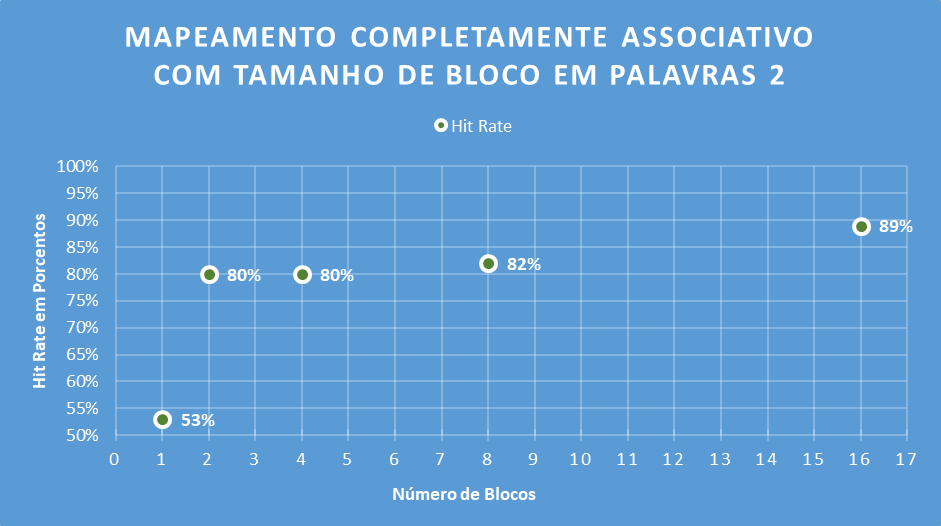 MAPEAMENTO COMPLETAMENTE ASSOCIATIVO
COM TAMANHO DE BLOCO EM PALAVRAS 2
Hit Rate
Hit Rate em Porcentos
100%
95%
90%
85%
80%
75%
70%
65%
60%
55%
50%
53%
80%
80%
82%
89%
0 1 2 3 4 5 6 7 8 9 10 11 12 13 14 15 16 17
Número de Blocos